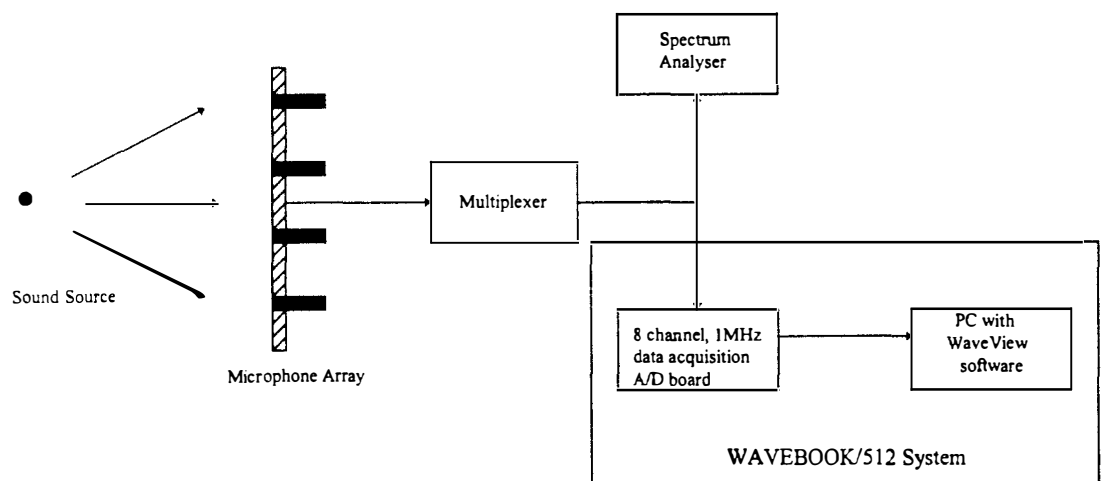 Spectrum
Analyser
Multiplexer
Sound Source
Microphone Array
8 channel, 1MHz
data acquisition
A/D board
PC with
WaveView
software
WAVEBOOK/512 System